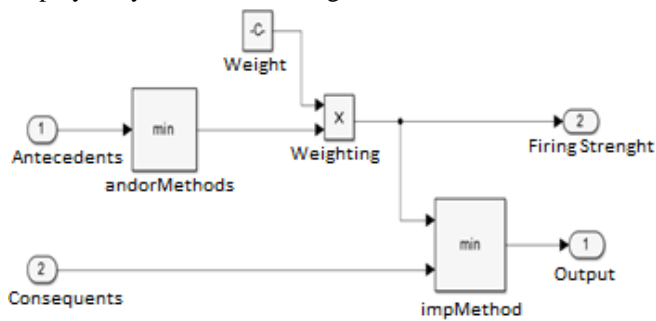 -C
Weight
1
min
X
2
Antecedents
Weighting
Firing Strenght
andorMethods
min
1
2
Output
Consequents
impMethod